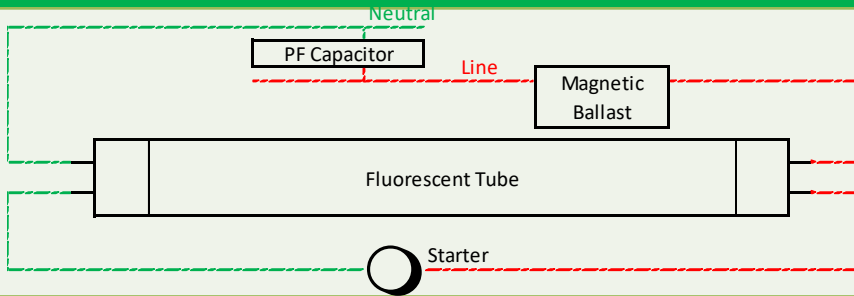 Neutral
PF Capacitor
Line
Magnetic
Ballast
Fluorescent Tube
Starter